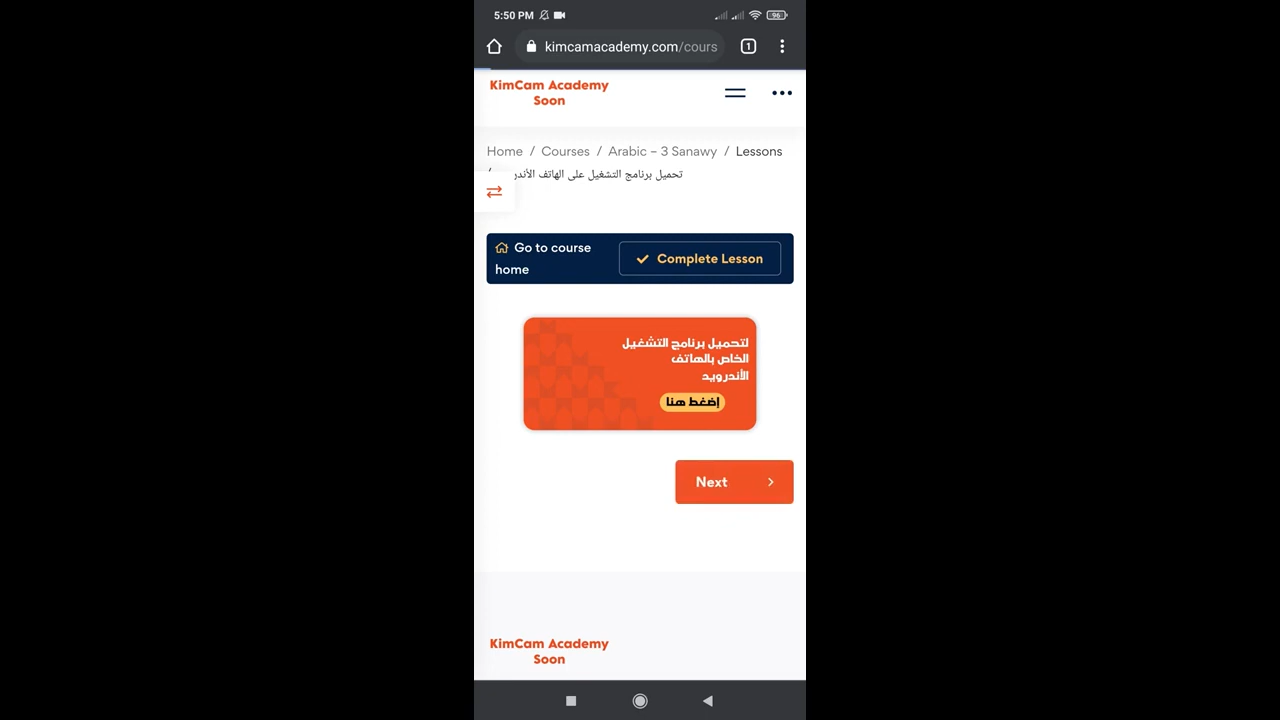 5:50 PM
96
kimcamacademy.com/cours
1
KimCam Academy
Soon
Home / Courses / Arabic – 3 Sanawy / Lessons
تحميل برنامج التشغيل على الهاتف
Go to course
home
Complete Lesson
لتحميل برنامج التشغيل
الخاص بالهاتف
الأندرويد
إضغط هنا
Next
KimCam Academy
Soon